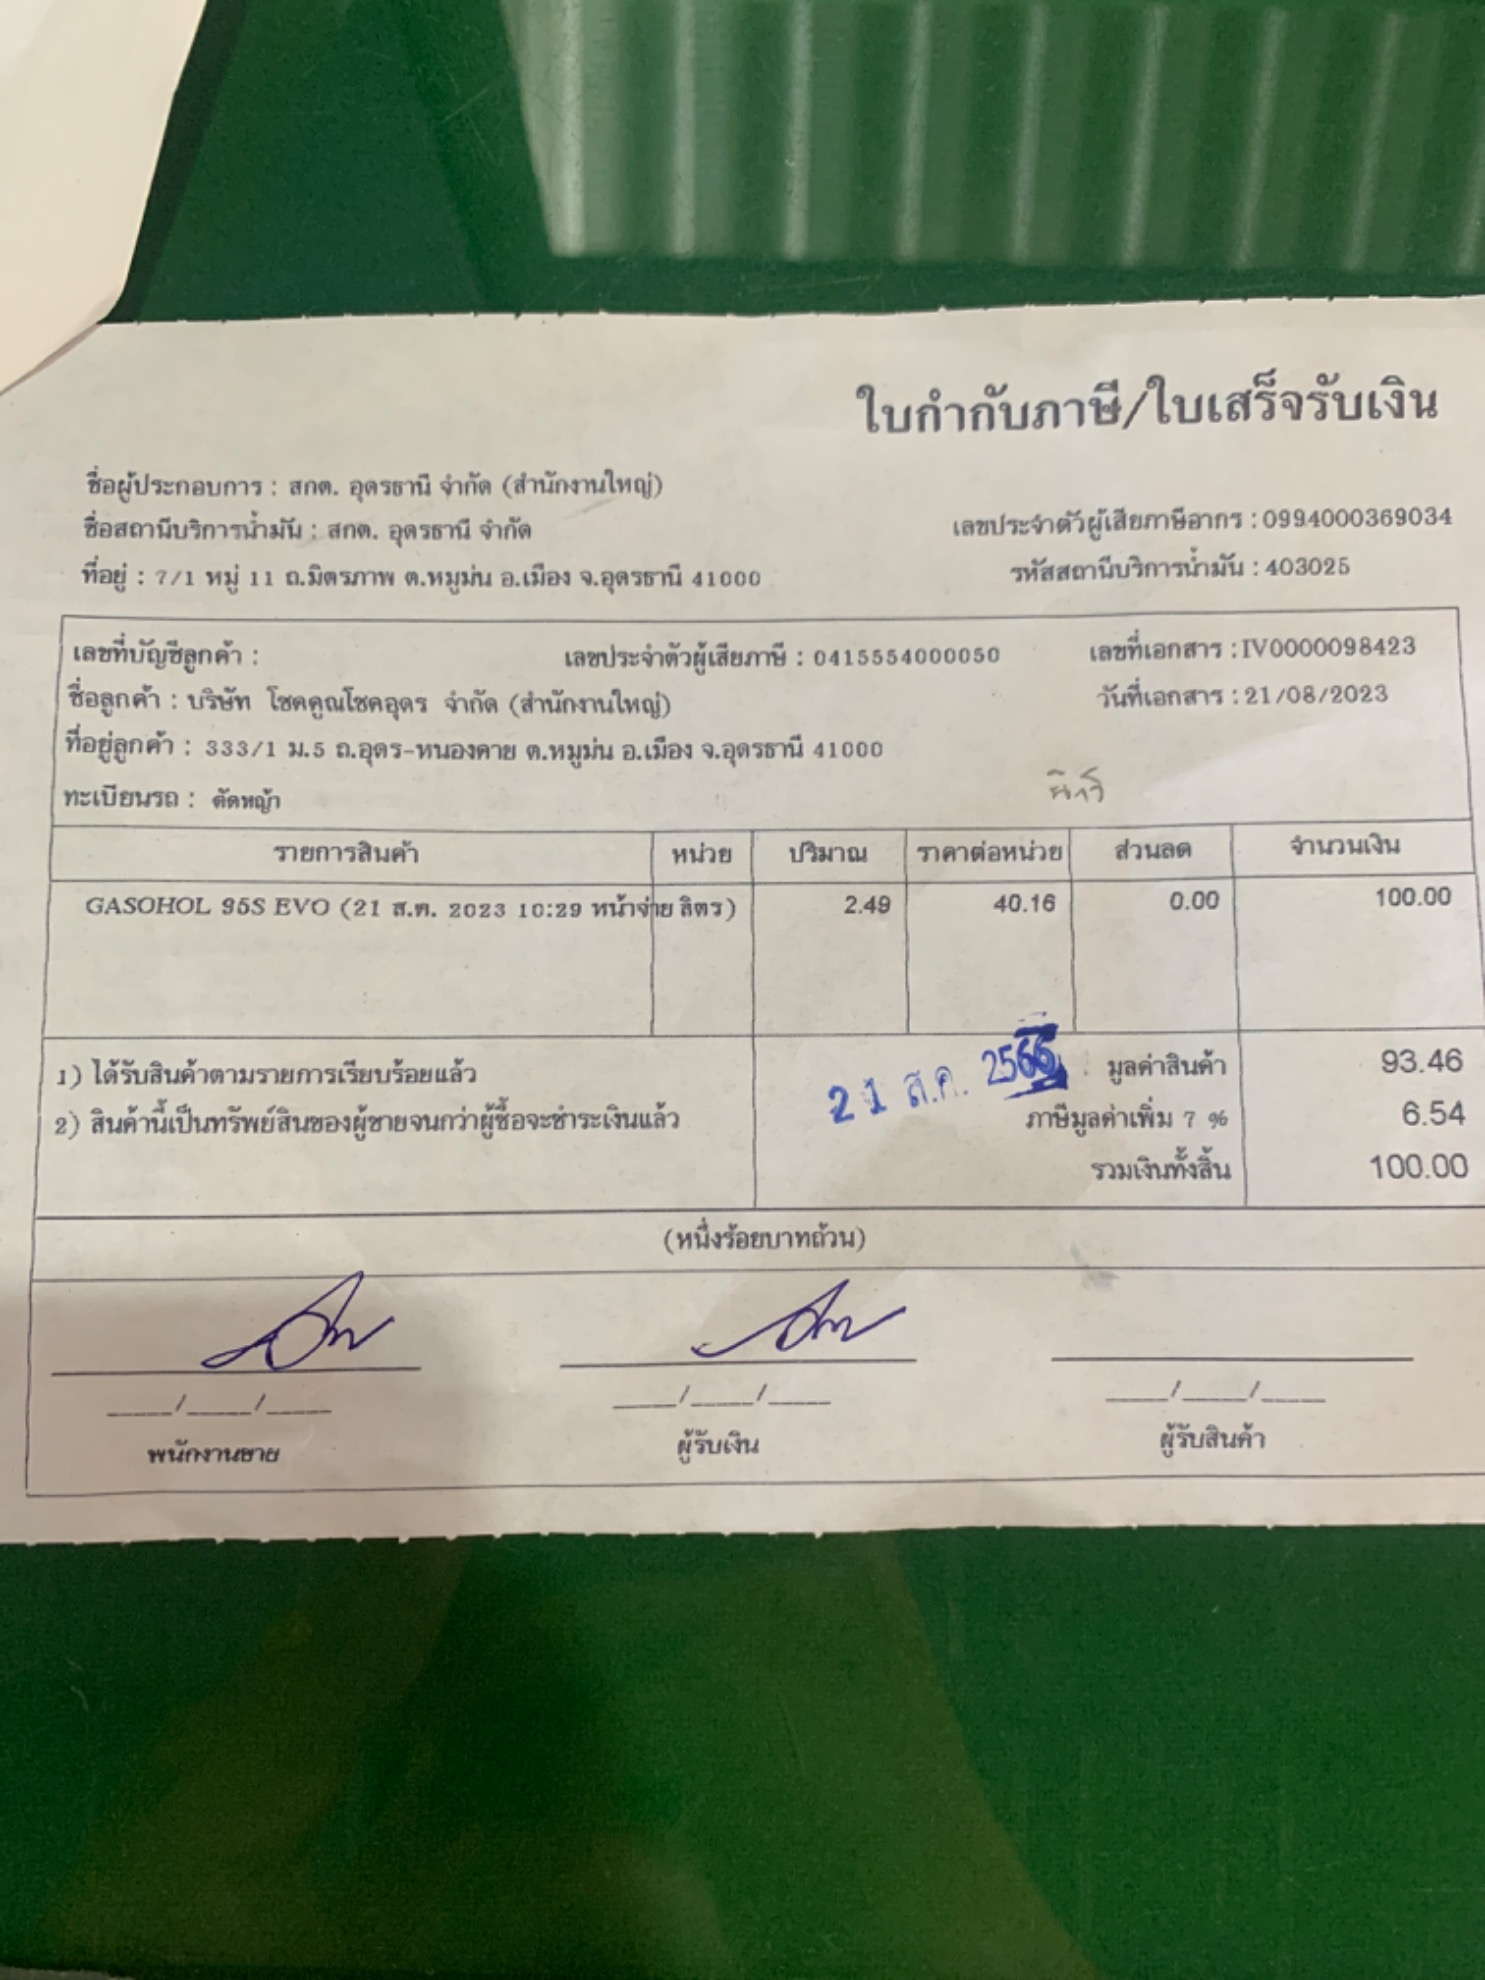 ใบกำกับภาษี/ใบเสร็จรับเงิน
ชื่อผู้ประกอบการ : สกต. อุดรธานี จำกัด (สำนักงานใหญ่)
ชื่อสถานีบริการน้ำมัน : สกต. อุดรธานี จำกัด
เลขประจำตัวผู้เสียภาษีอากร : 0994000369034
ที่อยู่ : 7/1 หมู่ 11 ถ.มิตรภาพ ต.หมูม่น อ.เมือง จ.อุดรธานี 41000
รหัสสถานีบริการน้ำมัน : 403025
เลขที่บัญชีลูกค้า : เลขประจำตัวผู้เสียภาษี : 0415554000050 เลขที่เอกสาร : IV0000098423
ชื่อลูกค้า : บริษัท โชคคูณโชคอุดร จำกัด (สำนักงานใหญ่) วันที่เอกสาร : 21/08/2023
ที่อยู่ลูกค้า : 333/1 ม.5 ถ.อุดร-หนองคาย ต.หมูม่น อ.เมือง จ.อุดรธานี 41000
ทะเบียนรถ : ตัดหญ้า
รายการสินค้า หน่วย ปริมาณ ราคาต่อหน่วย ส่วนลด จำนวนเงิน
GASOHOL 95S EVO (21 ส.ค. 2023 10:29 หน้าจ่าย ลิตร) 2.49 40.16 0.00 100.00
21 ส.ค. 2566
1) ได้รับสินค้าตามรายการเรียบร้อยแล้ว มูลค่าสินค้า 93.46
2) สินค้านี้เป็นทรัพย์สินของผู้ขายจนกว่าผู้ซื้อจะชำระเงินแล้ว ภาษีมูลค่าเพิ่ม 7 % 6.54
รวมเงินทั้งสิ้น 100.00
(หนึ่งร้อยบาทถ้วน)
____/____/____ ____/____/____ ____/____/____
พนักงานขาย ผู้รับเงิน ผู้รับสินค้า